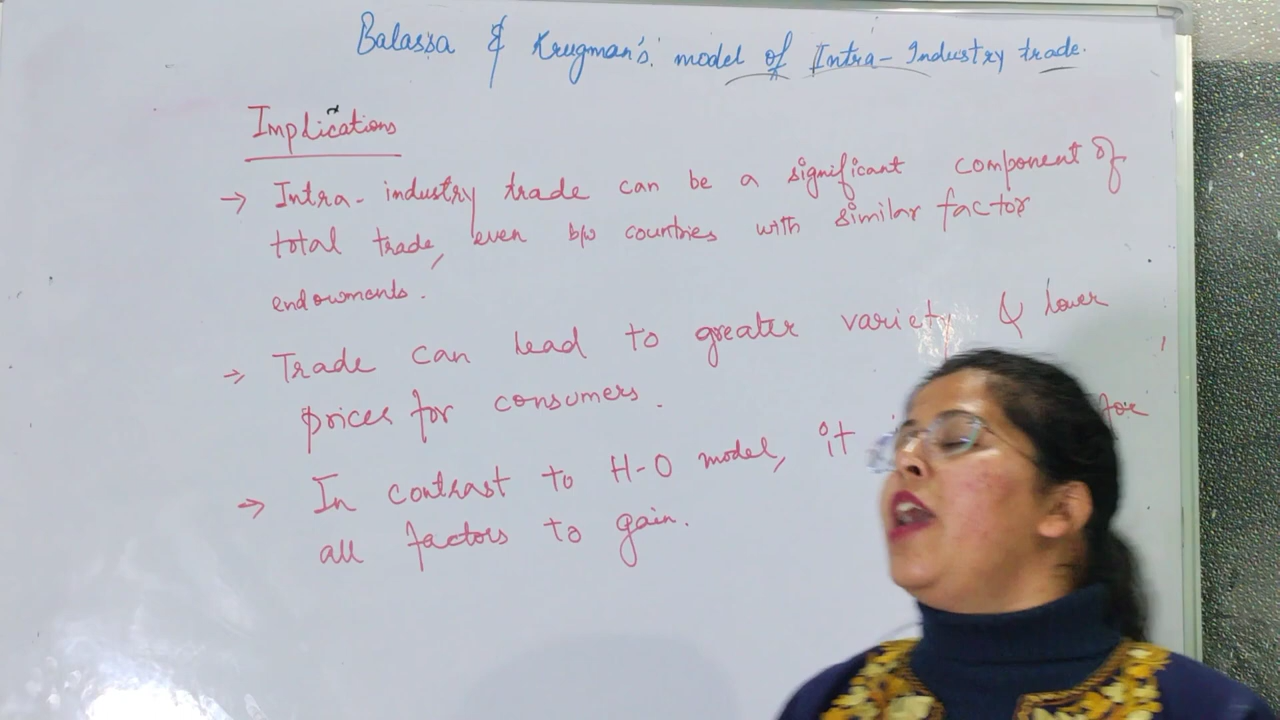 Balassa & Krugman's model of Intra-Industry trade.
Implications
→ Intra-industry trade can be a significant component of
total trade, even b/w countries with similar factor
endowments.
→ Trade can lead to greater variety & lower
prices for consumers.
→ In contrast to H-O model, it for
all factors to gain.